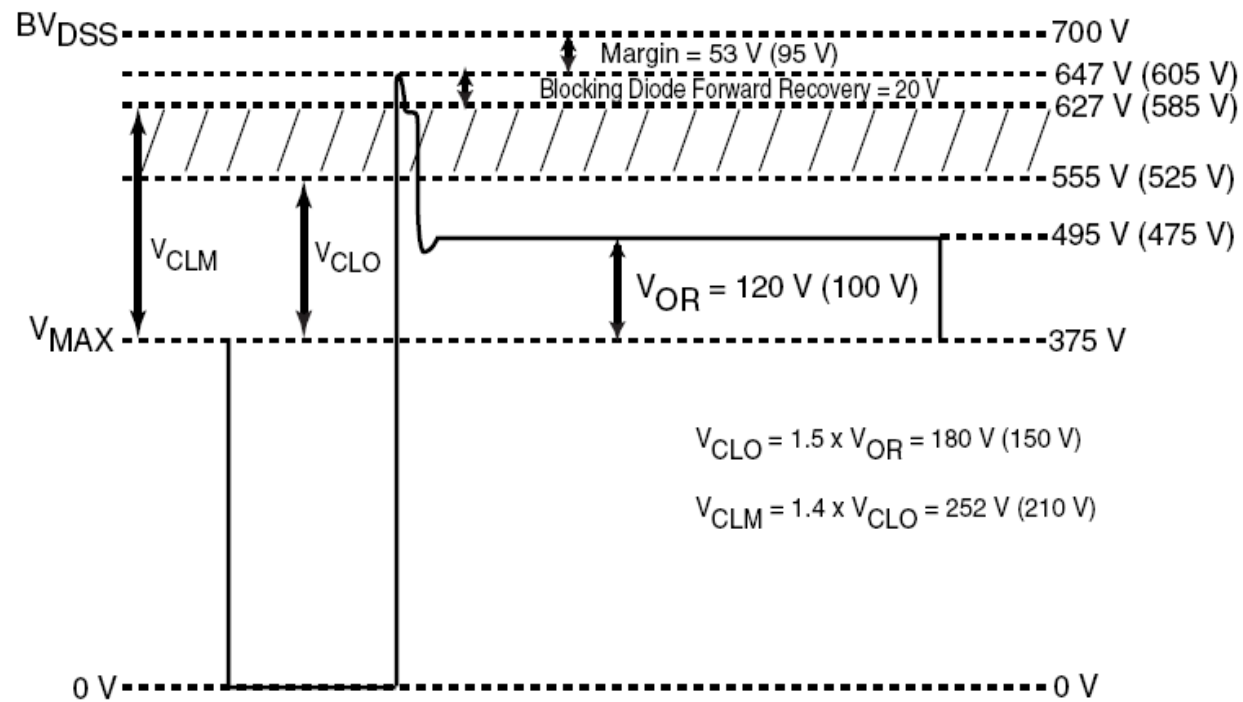 BVDSS 700 V
Margin = 53 V (95 V)
647 V (605 V)
Blocking Diode Forward Recovery = 20 V
627 V (585 V)
555 V (525 V)
VCLM
VCLO
495 V (475 V)
VOR = 120 V (100 V)
VMAX 375 V
VCLO = 1.5 x VOR = 180 V (150 V)
VCLM = 1.4 x VCLO = 252 V (210 V)
0 V 0 V